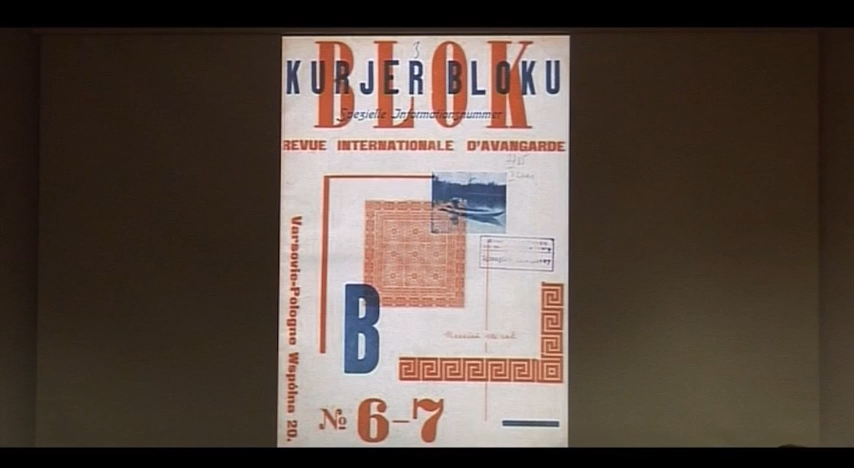 BLOK
KURJER BLOKU
Spezielle Informationsnummer
REVUE INTERNATIONALE D'AVANGARDE
Varsovie-Pologne Wspólna 20.
B
№ 6–7